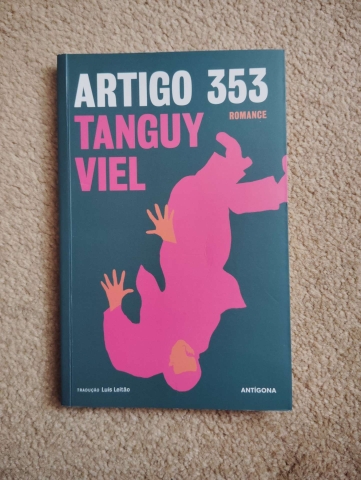 ARTIGO 353
TANGUY
VIEL
ROMANCE
TRADUÇÃO Luís Leitão
ANTÍGONA